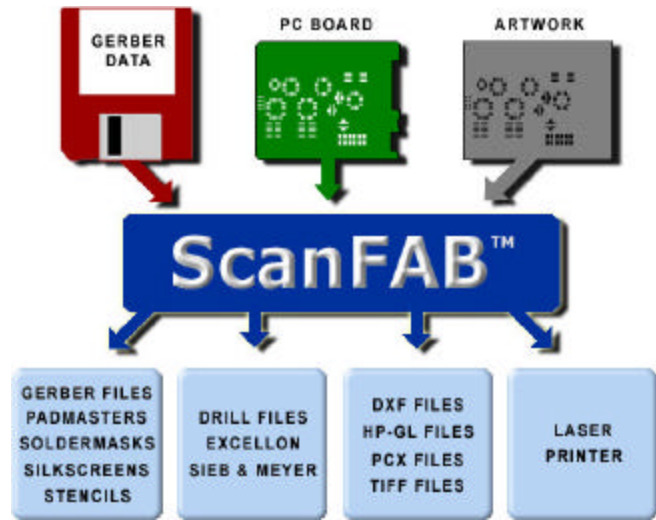 GERBER
DATA
PC BOARD
ARTWORK
ScanFAB™
GERBER FILES
PADMASTERS
SOLDERMASKS
SILKSCREENS
STENCILS
DRILL FILES
EXCELLON
SIEB & MEYER
DXF FILES
HP-GL FILES
PCX FILES
TIFF FILES
LASER
PRINTER